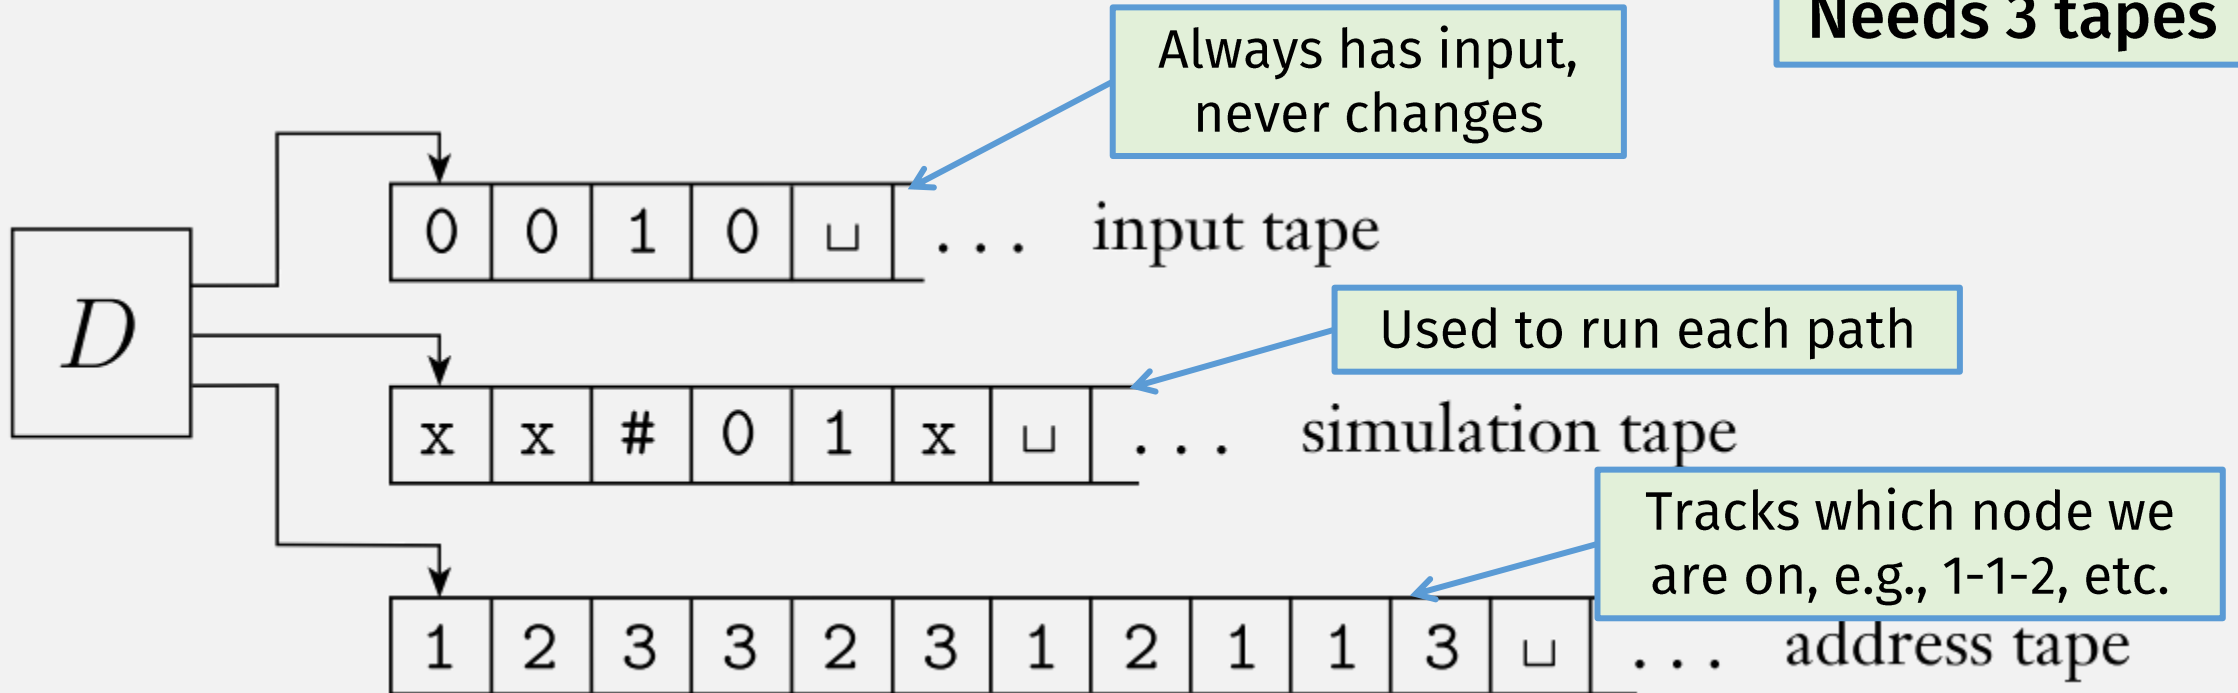 Needs 3 tapes
Always has input,
never changes
0 0 1 0 ␣ ... input tape
D
Used to run each path
x x # 0 1 x ␣ ... simulation tape
Tracks which node we
are on, e.g., 1-1-2, etc.
1 2 3 3 2 3 1 2 1 1 3 ␣ ... address tape